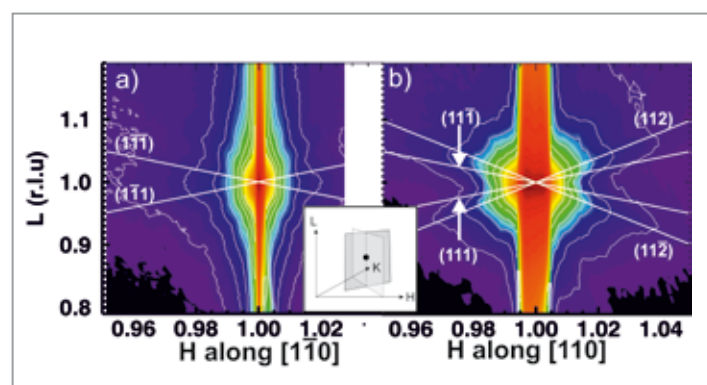 a)
b)
L (r.l.u)
1.1
1.0
0.9
0.8
(11̅1̅)
(11̅1)
(111̅)
(111)
(112)
(112̅)
L
K
H
0.96 0.98 1.00 1.02
0.96 0.98 1.00 1.02 1.04
H along [11̅0]
H along [110]